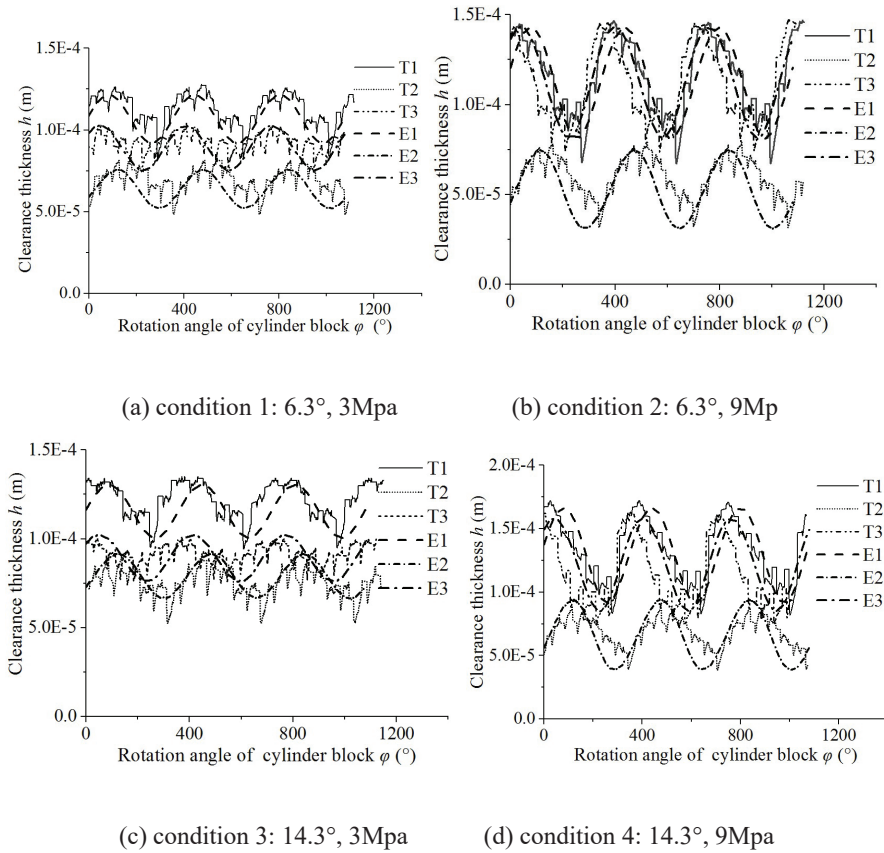 1.5E-4
1.0E-4
5.0E-5
0.0
0 400 800 1200
Clearance thickness h (m)
Rotation angle of cylinder block φ (°)
T1
T2
T3
E1
E2
E3
(a) condition 1: 6.3°, 3Mpa
1.5E-4
1.0E-4
5.0E-5
0.0
0 400 800 1200
Clearance thickness h (m)
Rotation angle of cylinder block φ (°)
T1
T2
T3
E1
E2
E3
(b) condition 2: 6.3°, 9Mp
1.5E-4
1.0E-4
5.0E-5
0.0
0 400 800 1200
Clearance thickness h (m)
Rotation angle of cylinder block φ (°)
T1
T2
T3
E1
E2
E3
(c) condition 3: 14.3°, 3Mpa
2.0E-4
1.5E-4
1.0E-4
5.0E-5
0.0
0 400 800 1200
Clearance thickness h (m)
Rotation angle of cylinder block φ (°)
T1
T2
T3
E1
E2
E3
(d) condition 4: 14.3°, 9Mpa